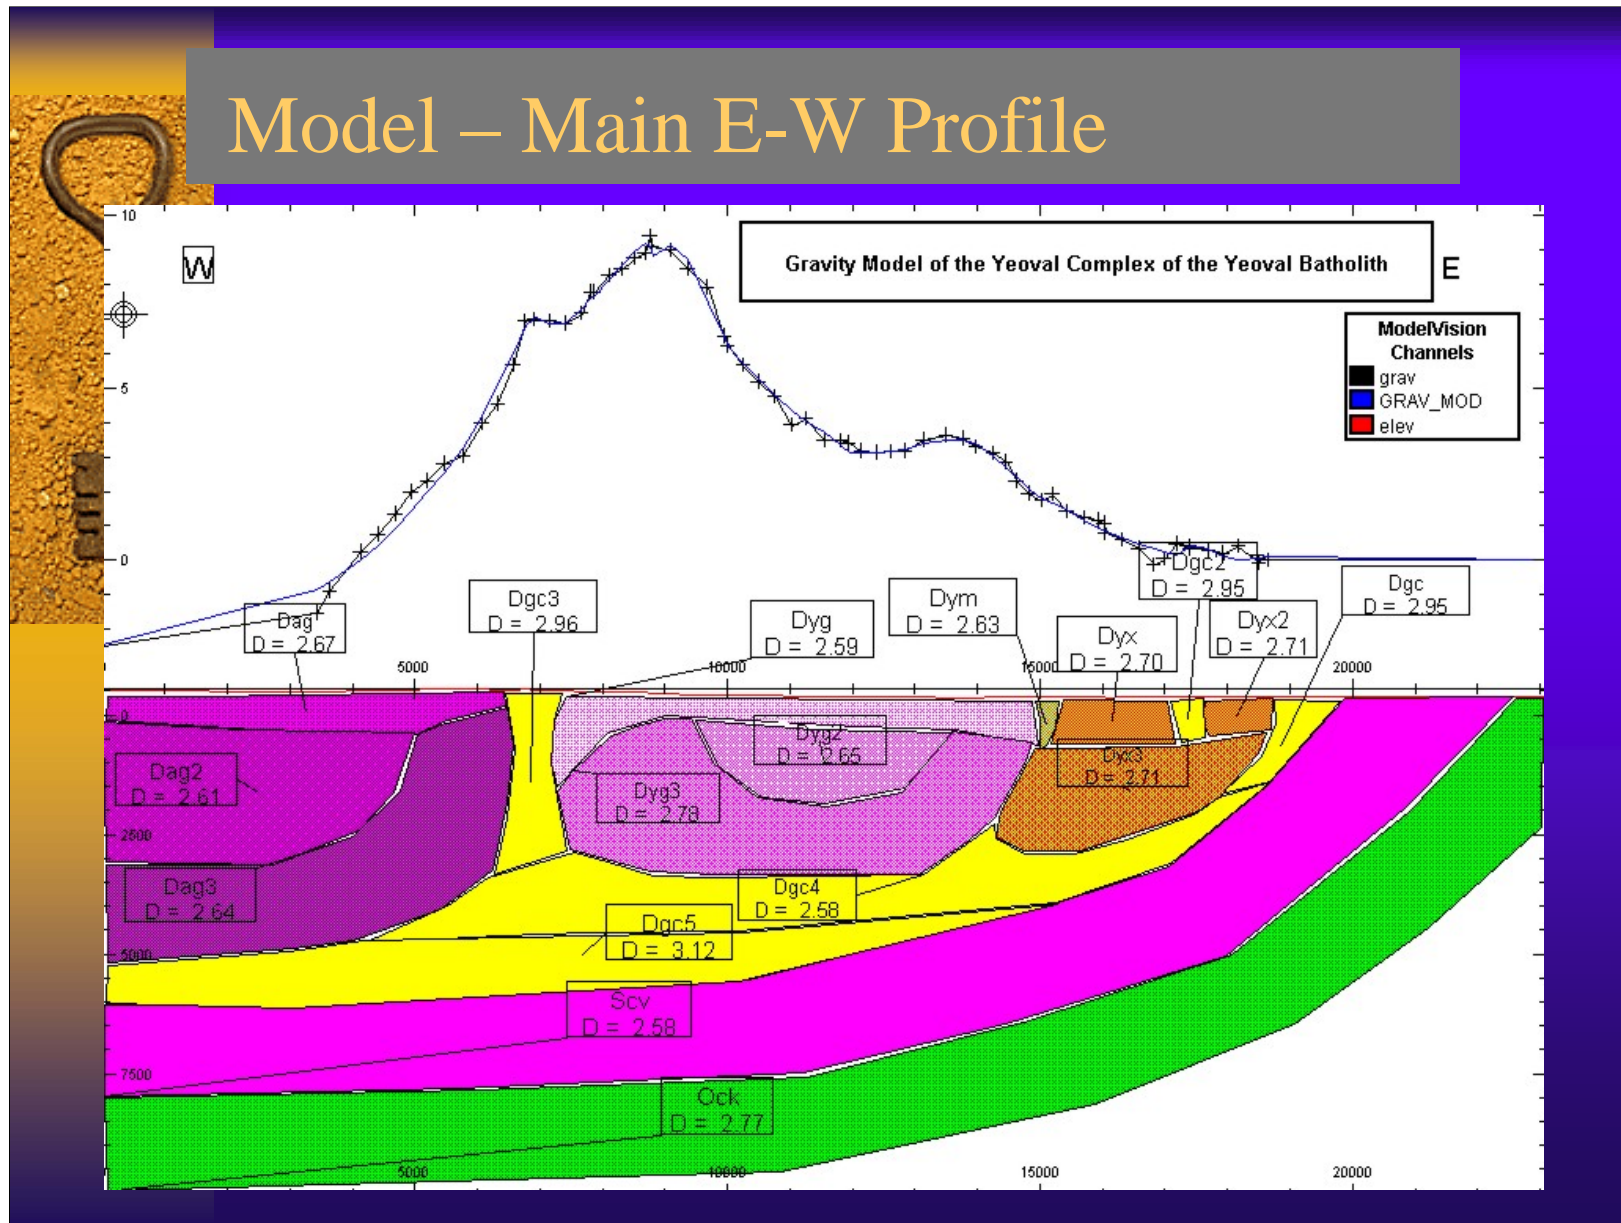 Model – Main E-W Profile
10
W
Gravity Model of the Yeoval Complex of the Yeoval Batholith
E
ModelVision
Channels
grav
GRAV_MOD
elev
5
0
Dag
D = 2.67
Dgc3
D = 2.96
Dyg
D = 2.59
Dym
D = 2.63
Dyx
D = 2.70
Dgc2
D = 2.95
Dyx2
D = 2.71
Dgc
D = 2.95
5000
10000
15000
20000
0
Dag2
D = 2.61
Dyg2
D = 2.65
Dyx3
D = 2.71
Dyg3
D = 2.78
2500
Dag3
D = 2.64
Dgc4
D = 2.58
Dgc5
D = 3.12
5000
Scv
D = 2.58
7500
Ock
D = 2.77
5000
10000
15000
20000